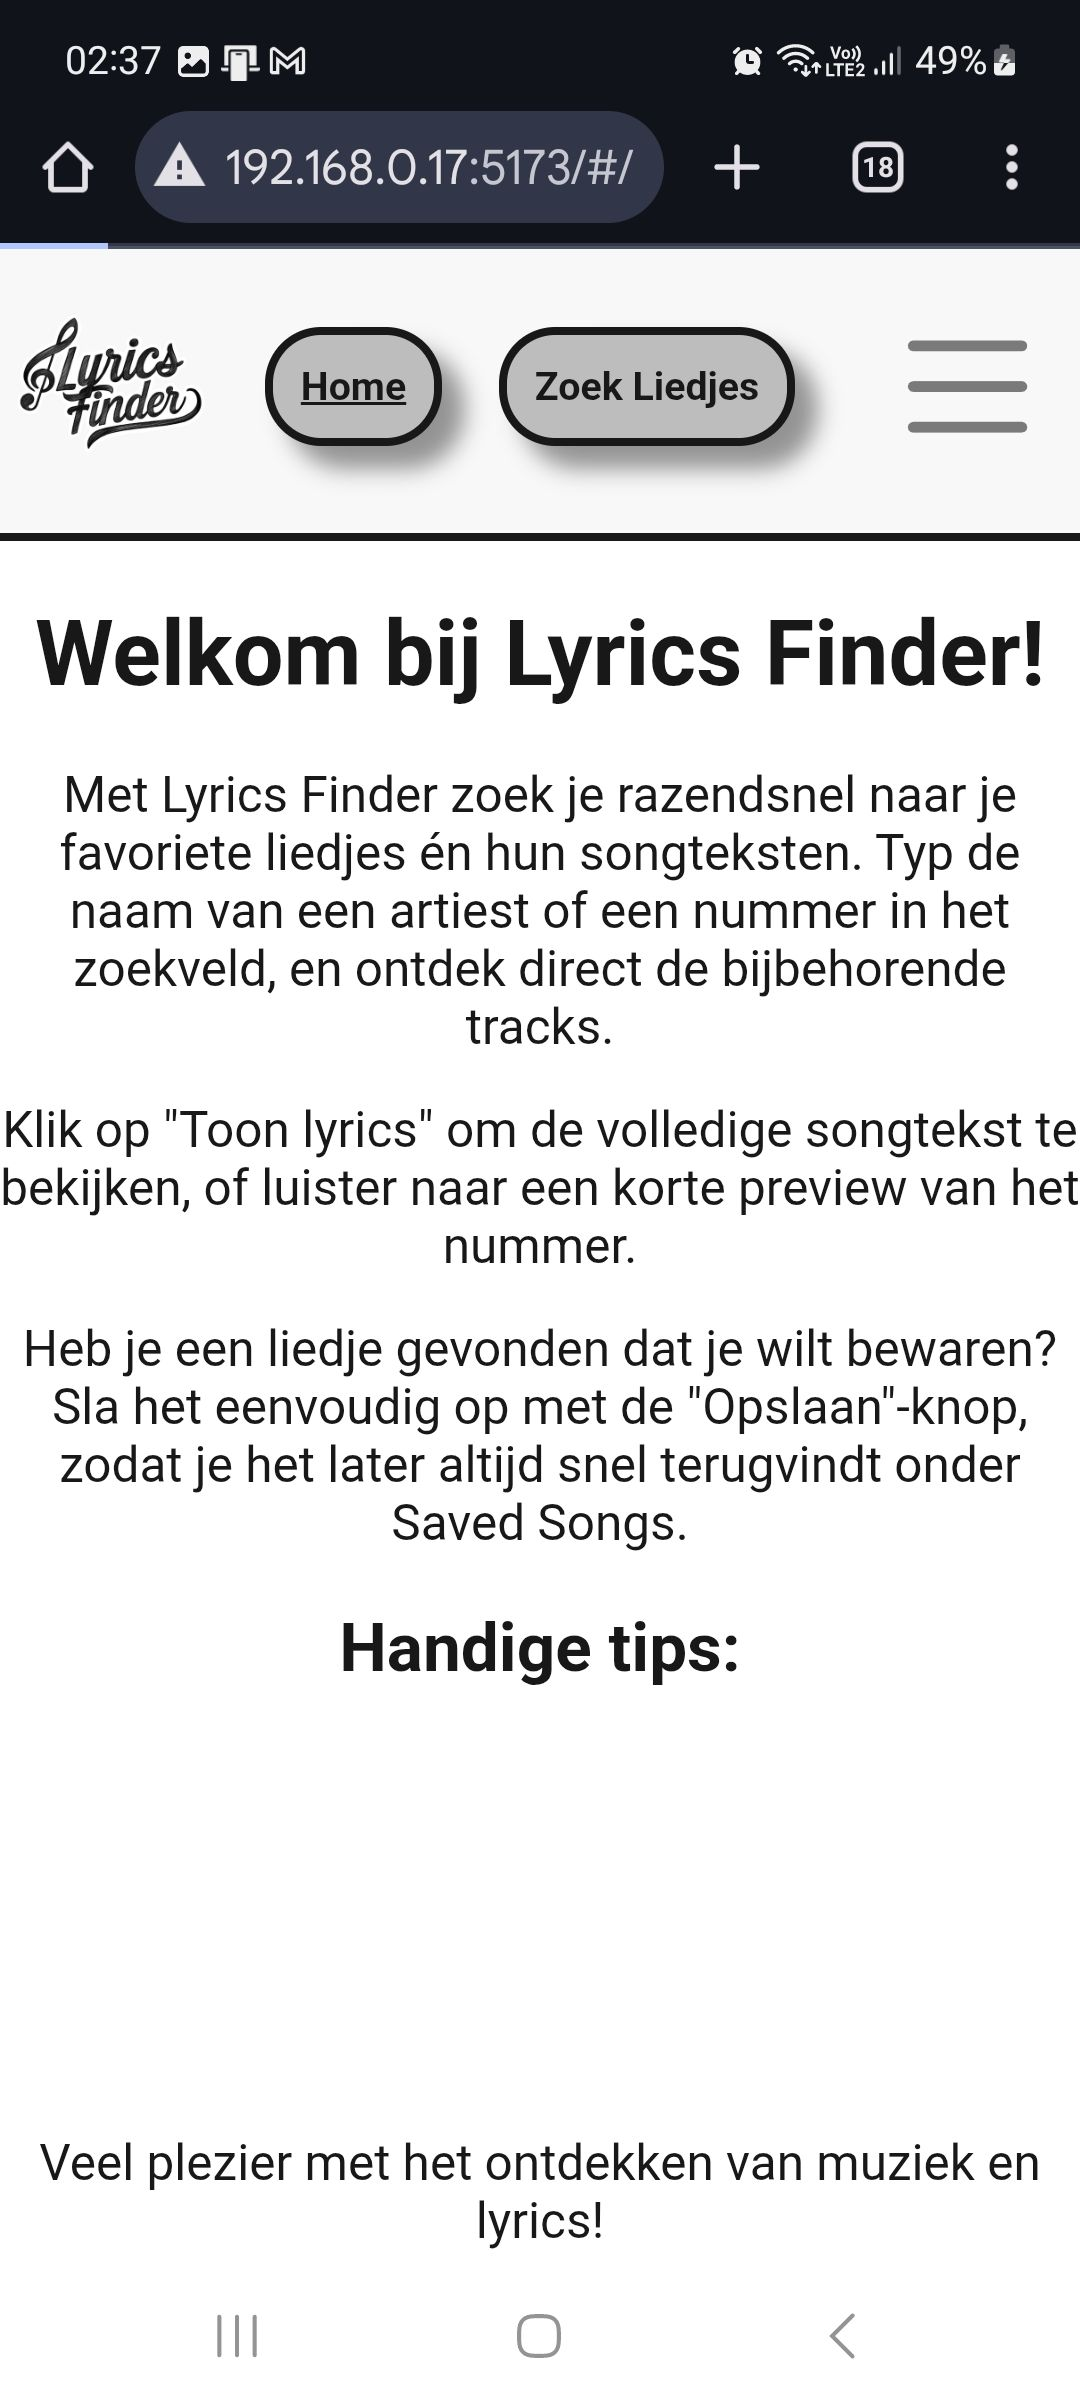 02:37
Vo))
LTE2
49%
192.168.0.17:5173/#/
18
Lyrics
Finder
Home
Zoek Liedjes
Welkom bij Lyrics Finder!
Met Lyrics Finder zoek je razendsnel naar je
favoriete liedjes én hun songteksten. Typ de
naam van een artiest of een nummer in het
zoekveld, en ontdek direct de bijbehorende
tracks.
Klik op "Toon lyrics" om de volledige songtekst te
bekijken, of luister naar een korte preview van het
nummer.
Heb je een liedje gevonden dat je wilt bewaren?
Sla het eenvoudig op met de "Opslaan"-knop,
zodat je het later altijd snel terugvindt onder
Saved Songs.
Handige tips:
Veel plezier met het ontdekken van muziek en
lyrics!